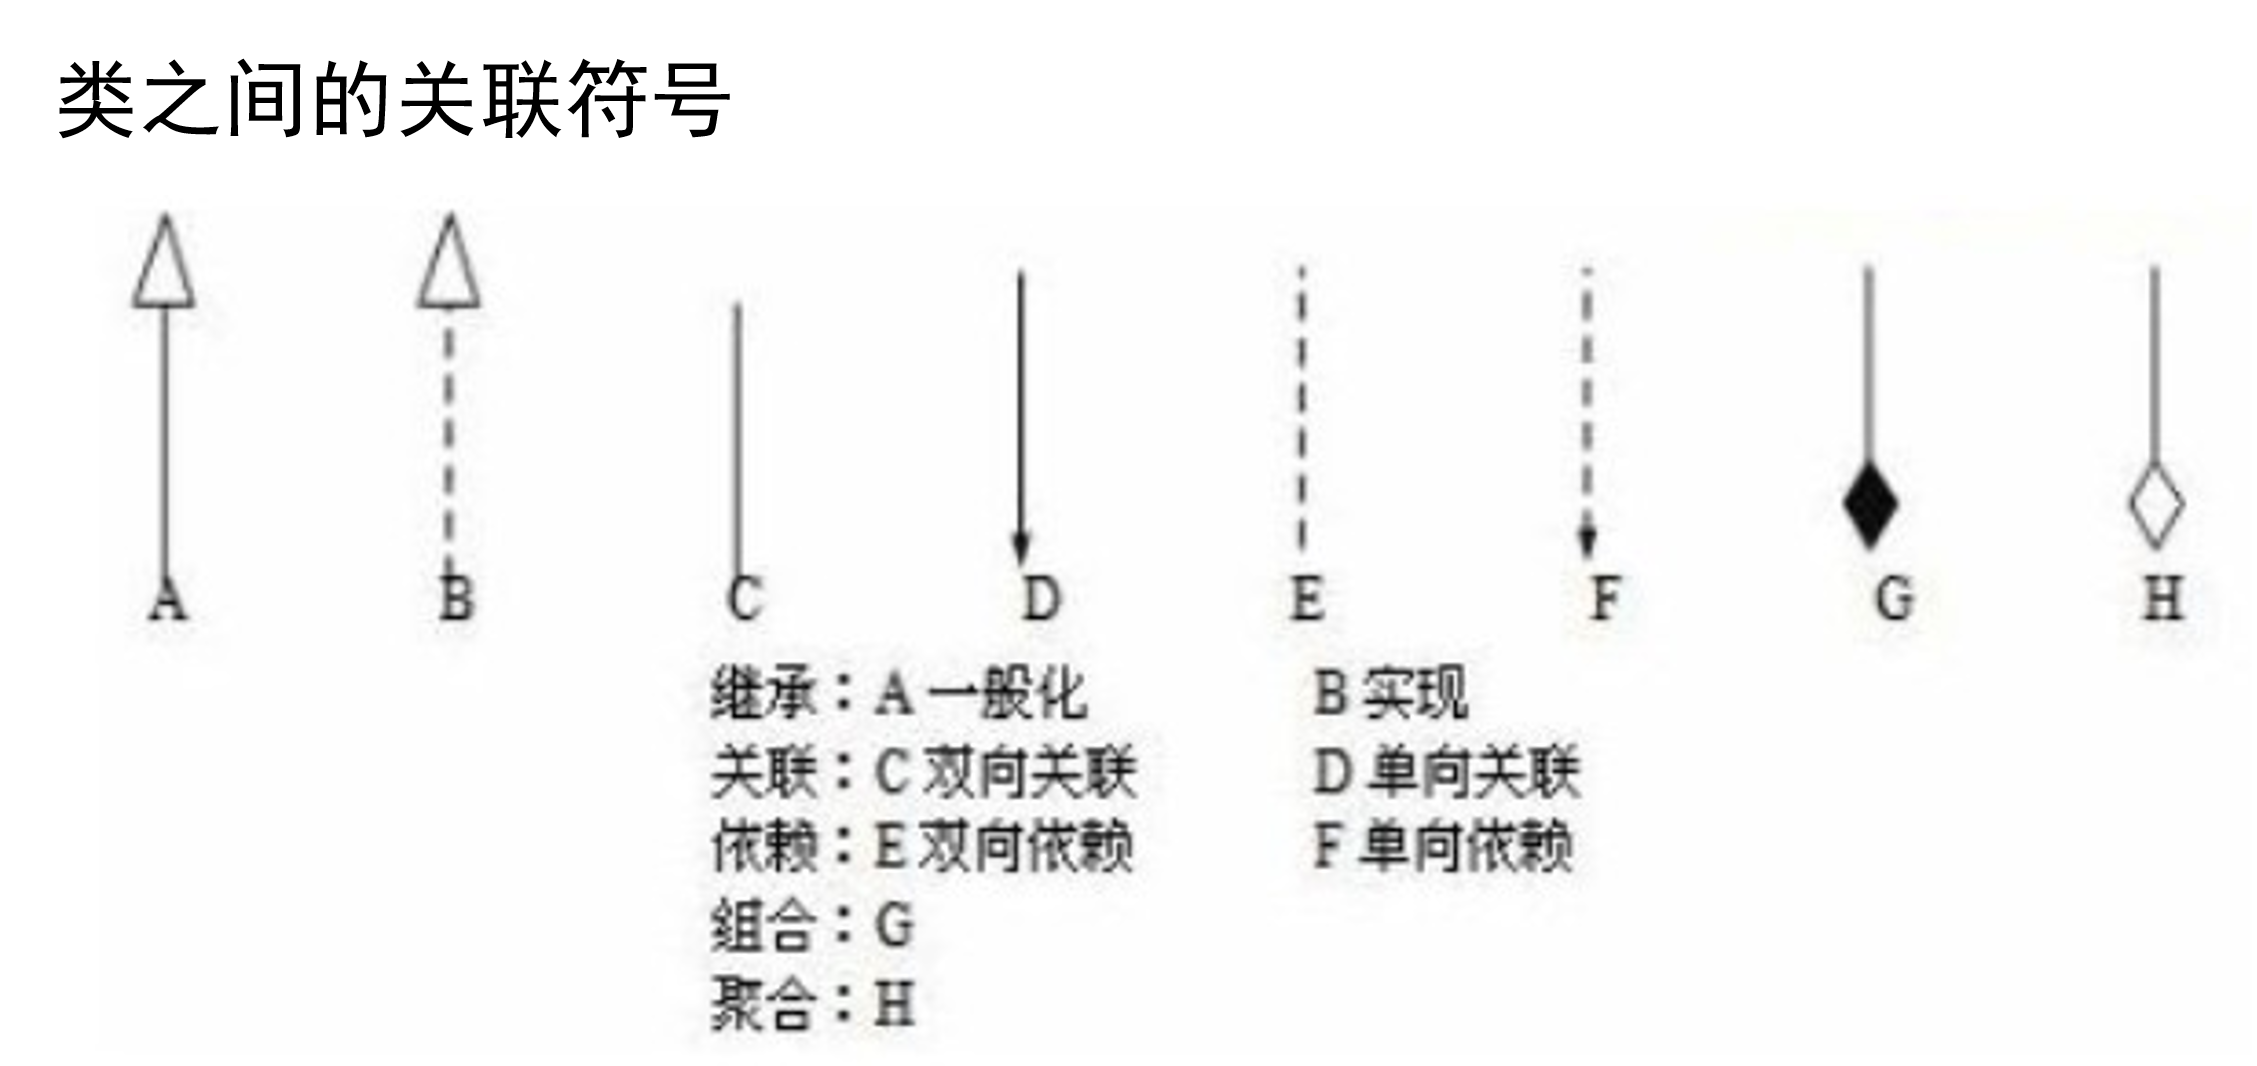 类之间的关联符号
A B C D E F G H
继承：A 一般化 B 实现
关联：C 双向关联 D 单向关联
依赖：E 双向依赖 F 单向依赖
组合：G
聚合：H